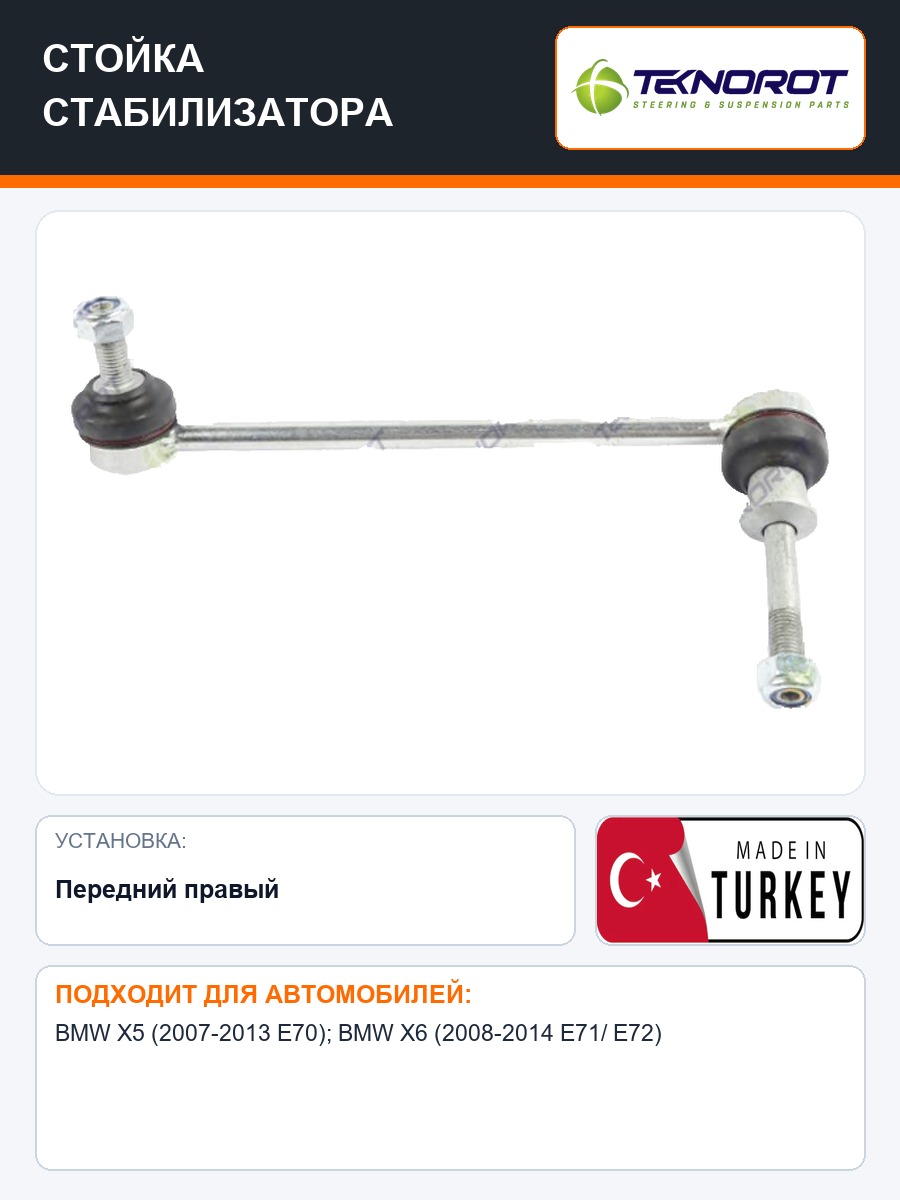 СТОЙКА
СТАБИЛИЗАТОРА
TEKNOROT
STEERING & SUSPENSION PARTS
УСТАНОВКА:
Передний правый
MADE IN
TURKEY
ПОДХОДИТ ДЛЯ АВТОМОБИЛЕЙ:
BMW X5 (2007-2013 E70); BMW X6 (2008-2014 E71/ E72)